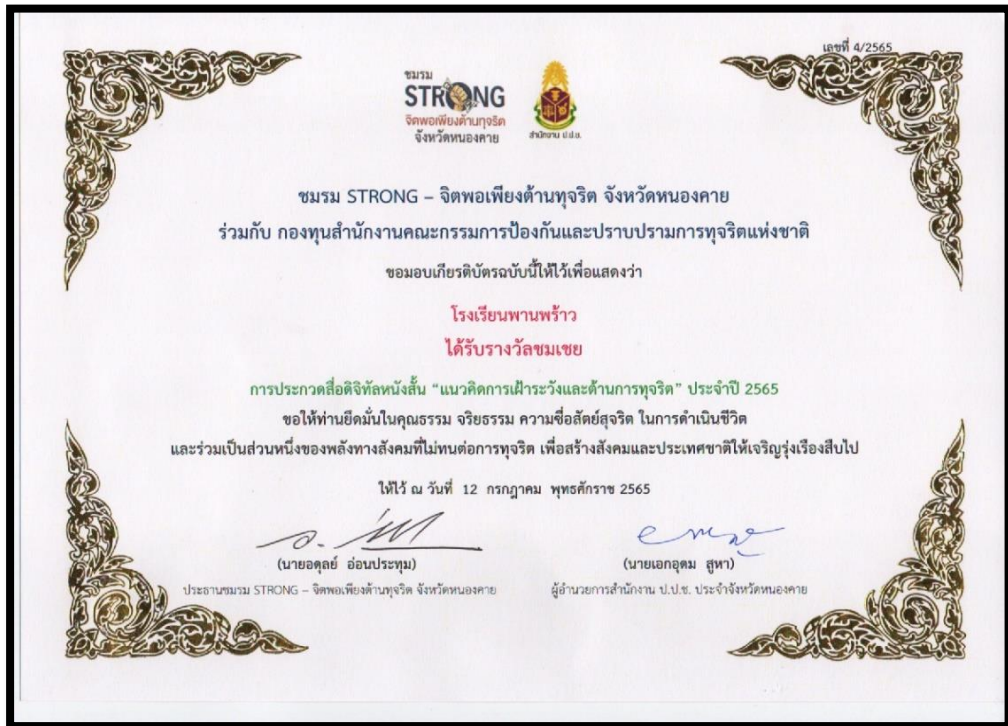 เลขที่ 4/2565
ชมรม
STRONG
จิตพอเพียงต้านทุจริต
จังหวัดหนองคาย
สำนักงาน ป.ป.ช.
ชมรม STRONG – จิตพอเพียงต้านทุจริต จังหวัดหนองคาย
ร่วมกับ กองทุนสำนักงานคณะกรรมการป้องกันและปราบปรามการทุจริตแห่งชาติ
ขอมอบเกียรติบัตรฉบับนี้ให้ไว้เพื่อแสดงว่า
โรงเรียนพานพร้าว
ได้รับรางวัลชมเชย
การประกวดสื่อดิจิทัลหนังสั้น “แนวคิดการเฝ้าระวังและต้านการทุจริต” ประจำปี 2565
ขอให้ท่านยึดมั่นในคุณธรรม จริยธรรม ความซื่อสัตย์สุจริต ในการดำเนินชีวิต
และร่วมเป็นส่วนหนึ่งของพลังทางสังคมที่ไม่ทนต่อการทุจริต เพื่อสร้างสังคมและประเทศชาติให้เจริญรุ่งเรืองสืบไป
ให้ไว้ ณ วันที่ 12 กรกฎาคม พุทธศักราช 2565
(นายอดุลย์ อ่อนประทุม)
ประธานชมรม STRONG – จิตพอเพียงต้านทุจริต จังหวัดหนองคาย
(นายเอกอุดม สูหา)
ผู้อำนวยการสำนักงาน ป.ป.ช. ประจำจังหวัดหนองคาย